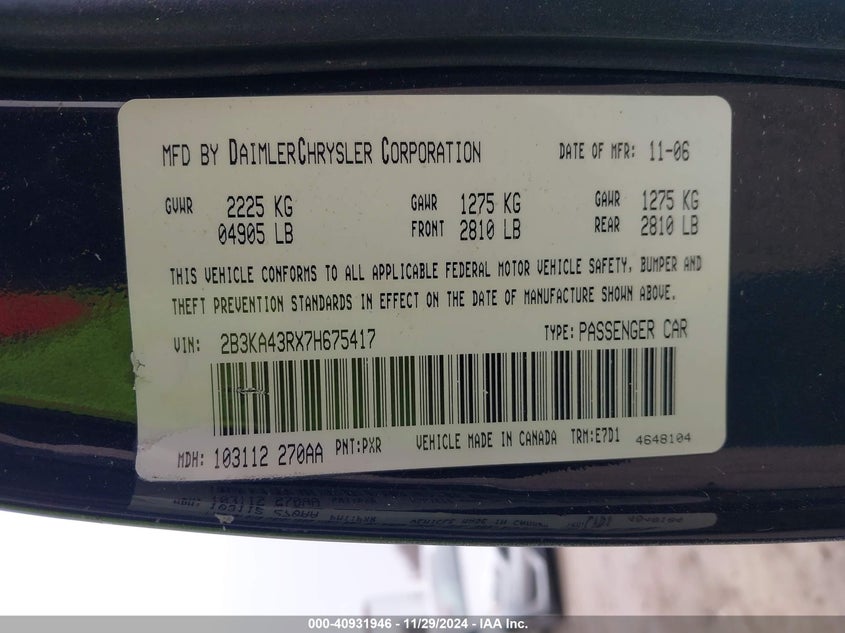 MFD BY DAIMLERCHRYSLER CORPORATION DATE OF MFR: 11-06
GVWR 2225 KG GAWR 1275 KG GAWR 1275 KG
04905 LB FRONT 2810 LB REAR 2810 LB
THIS VEHICLE CONFORMS TO ALL APPLICABLE FEDERAL MOTOR VEHICLE SAFETY, BUMPER AND
THEFT PREVENTION STANDARDS IN EFFECT ON THE DATE OF MANUFACTURE SHOWN ABOVE.
VIN: 2B3KA43RX7H675417 TYPE: PASSENGER CAR
MDH: 103112 270AA PNT:PXR VEHICLE MADE IN CANADA TRM:E7D1 4648104
000-40931946 - 11/29/2024 - IAA Inc.